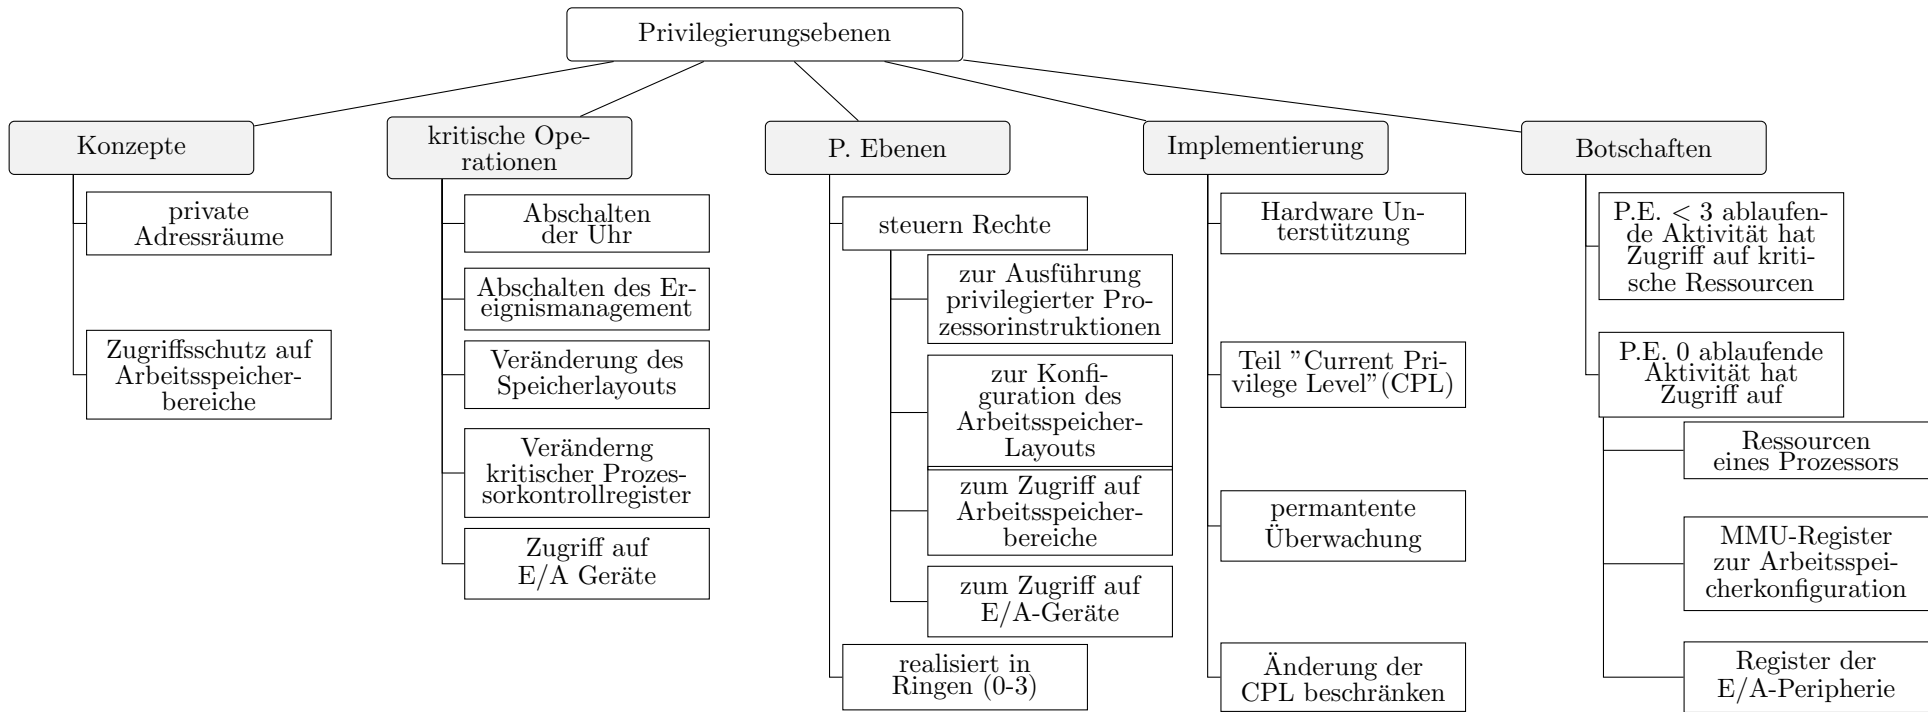 Privilegierungsebenen
Konzepte
private
Adressräume
Zugriffsschutz auf
Arbeitsspeicher-
bereiche
kritische Ope-
rationen
Abschalten
der Uhr
Abschalten des Er-
eignismanagement
Veränderung des
Speicherlayouts
Veränderng
kritischer Prozes-
sorkontrollregister
Zugriff auf
E/A Geräte
P. Ebenen
steuern Rechte
zur Ausführung
privilegierter Pro-
zessorinstruktionen
zur Konfi-
guration des
Arbeitsspeicher-
Layouts
zum Zugriff auf
Arbeitsspeicher-
bereiche
zum Zugriff auf
E/A-Geräte
realisiert in
Ringen (0-3)
Implementierung
Hardware Un-
terstützung
Teil ”Current Pri-
vilege Level”(CPL)
permantente
Überwachung
Änderung der
CPL beschränken
Botschaften
P.E. < 3 ablaufen-
de Aktivität hat
Zugriff auf kriti-
sche Ressourcen
P.E. 0 ablaufende
Aktivität hat
Zugriff auf
Ressourcen
eines Prozessors
MMU-Register
zur Arbeitsspei-
cherkonfiguration
Register der
E/A-Peripherie